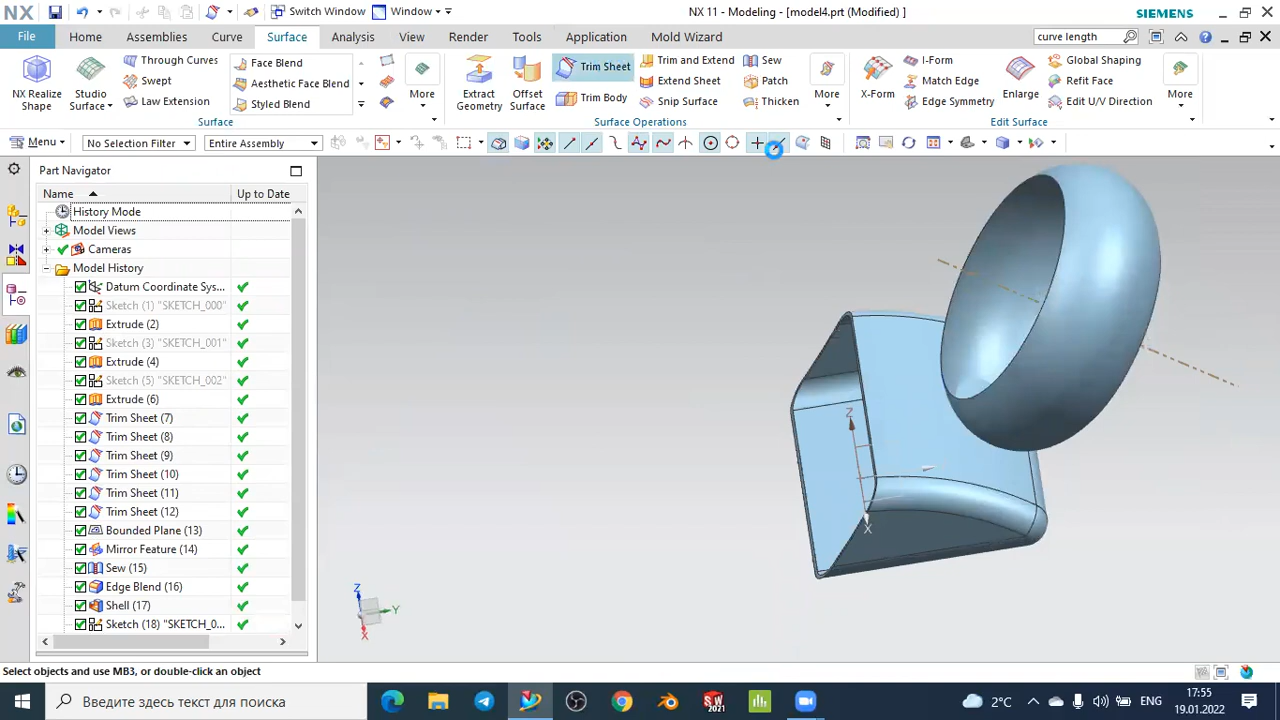 NX
Switch Window
Window
NX 11 - Modeling - [model4.prt (Modified) ]
SIEMENS
File
Home
Assemblies
Curve
Surface
Analysis
View
Render
Tools
Application
Mold Wizard
curve length
NX Realize Shape
Studio Surface
Through Curves
Swept
Law Extension
Face Blend
Aesthetic Face Blend
Styled Blend
More
Surface
Extract Geometry
Offset Surface
Trim Sheet
Trim Body
Trim and Extend
Extend Sheet
Snip Surface
Sew
Patch
Thicken
More
Surface Operations
X-Form
I-Form
Match Edge
Edge Symmetry
Enlarge
Global Shaping
Refit Face
Edit U/V Direction
More
Edit Surface
Menu
No Selection Filter
Entire Assembly
Part Navigator
Name
Up to Date
History Mode
Model Views
Cameras
Model History
Datum Coordinate Sys...
Sketch (1) "SKETCH_000"
Extrude (2)
Sketch (3) "SKETCH_001"
Extrude (4)
Sketch (5) "SKETCH_002"
Extrude (6)
Trim Sheet (7)
Trim Sheet (8)
Trim Sheet (9)
Trim Sheet (10)
Trim Sheet (11)
Trim Sheet (12)
Bounded Plane (13)
Mirror Feature (14)
Sew (15)
Edge Blend (16)
Shell (17)
Sketch (18) "SKETCH_0...
Z
X
Z
Y
X
Select objects and use MB3, or double-click an object
Введите здесь текст для поиска
SW
2021
2°C
ENG
17:55
19.01.2022